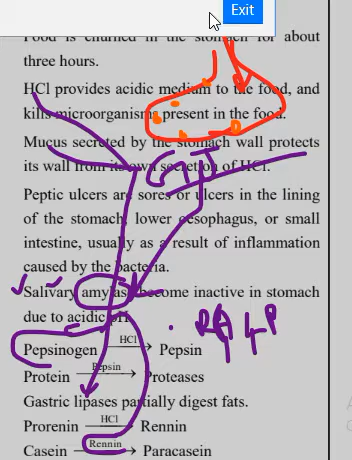 Exit
Food is churned in the stomach for about
three hours.
HCl provides acidic medium to the food, and
kills microorganisms present in the food.
Mucus secreted by the stomach wall protects
its wall from its own secretion of HCl.
Peptic ulcers are sores or ulcers in the lining
of the stomach, lower oesophagus, or small
intestine, usually as a result of inflammation
caused by the bacteria.
Salivary amylase become inactive in stomach
due to acidic pH.
Pepsinogen HCl → Pepsin
Protein Pepsin → Proteases
Gastric lipases partially digest fats.
Prorenin HCl → Rennin
Casein Rennin → Paracasein